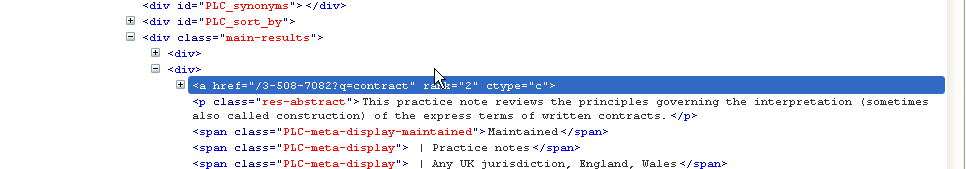 <div id="PLC_synonyms"></div>
<div id="PLC_sort_by">
<div class="main-results">
<div>
<div>
<a href="/3-508-7082?q=contract" rank="2" ctype="c">
<p class="res-abstract">This practice note reviews the principles governing the interpretation (sometimes
also called construction) of the express terms of written contracts.</p>
<span class="PLC-meta-display-maintained">Maintained</span>
<span class="PLC-meta-display"> | Practice notes</span>
<span class="PLC-meta-display"> | Any UK jurisdiction, England, Wales</span>